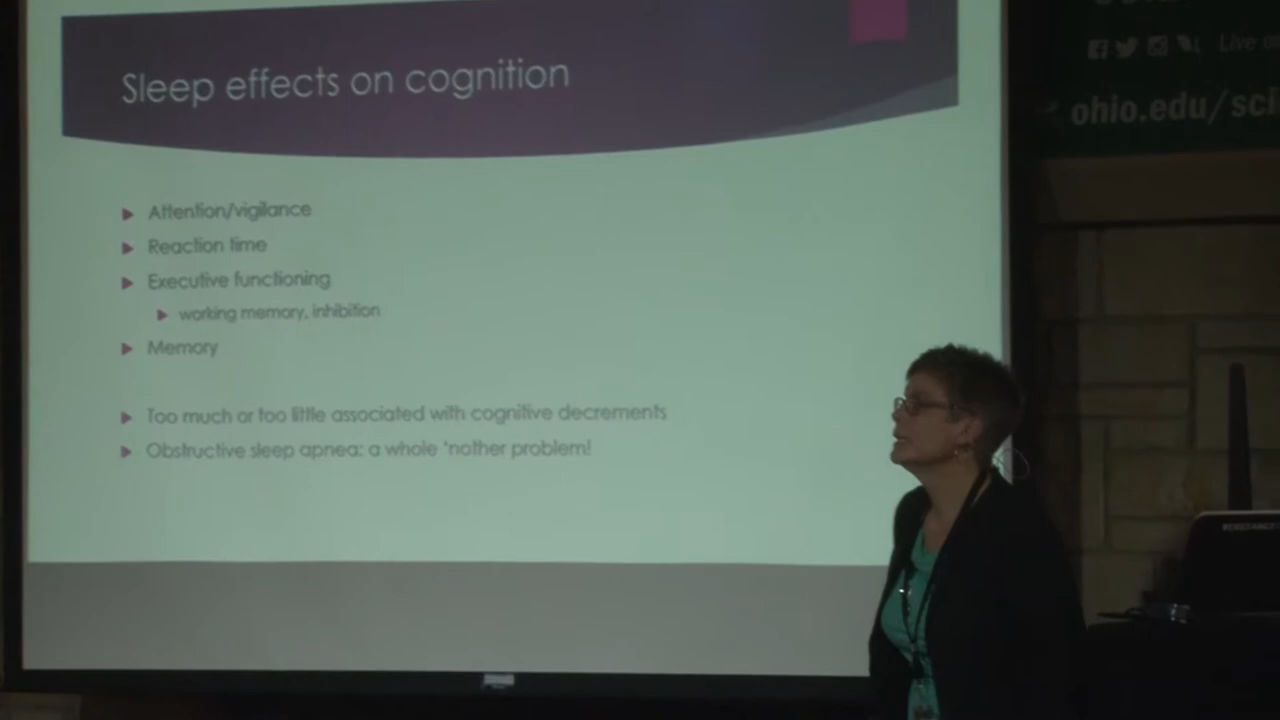 Sleep effects on cognition
Live
ohio.edu/sci
Attention/vigilance
Reaction time
Executive functioning
working memory, inhibition
Memory
Too much or too little associated with cognitive decrements
Obstructive sleep apnea: a whole 'nother problem!